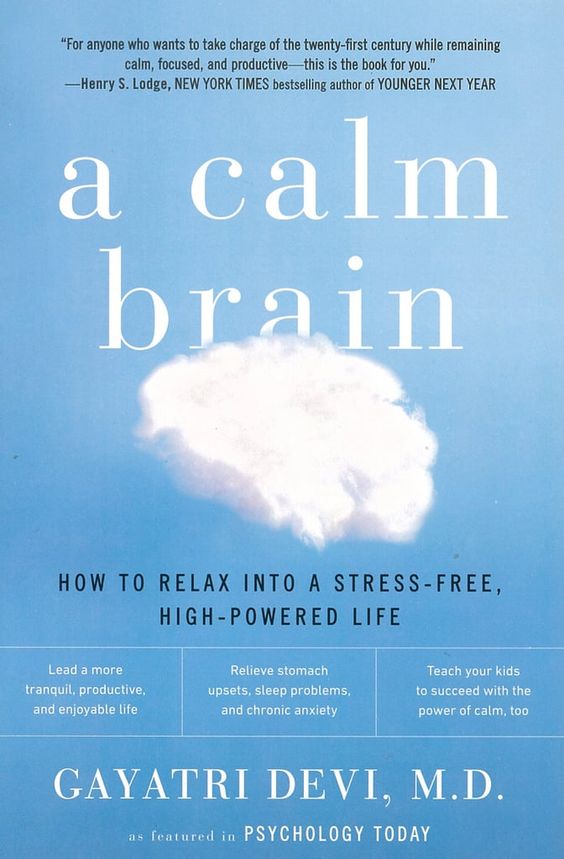 “For anyone who wants to take charge of the twenty-first century while remaining
calm, focused, and productive—this is the book for you.”
—Henry S. Lodge, NEW YORK TIMES bestselling author of YOUNGER NEXT YEAR
a calm
brain
HOW TO RELAX INTO A STRESS-FREE,
HIGH-POWERED LIFE
Lead a more
tranquil, productive,
and enjoyable life
Relieve stomach
upsets, sleep problems,
and chronic anxiety
Teach your kids
to succeed with the
power of calm, too
GAYATRI DEVI, M.D.
as featured in PSYCHOLOGY TODAY